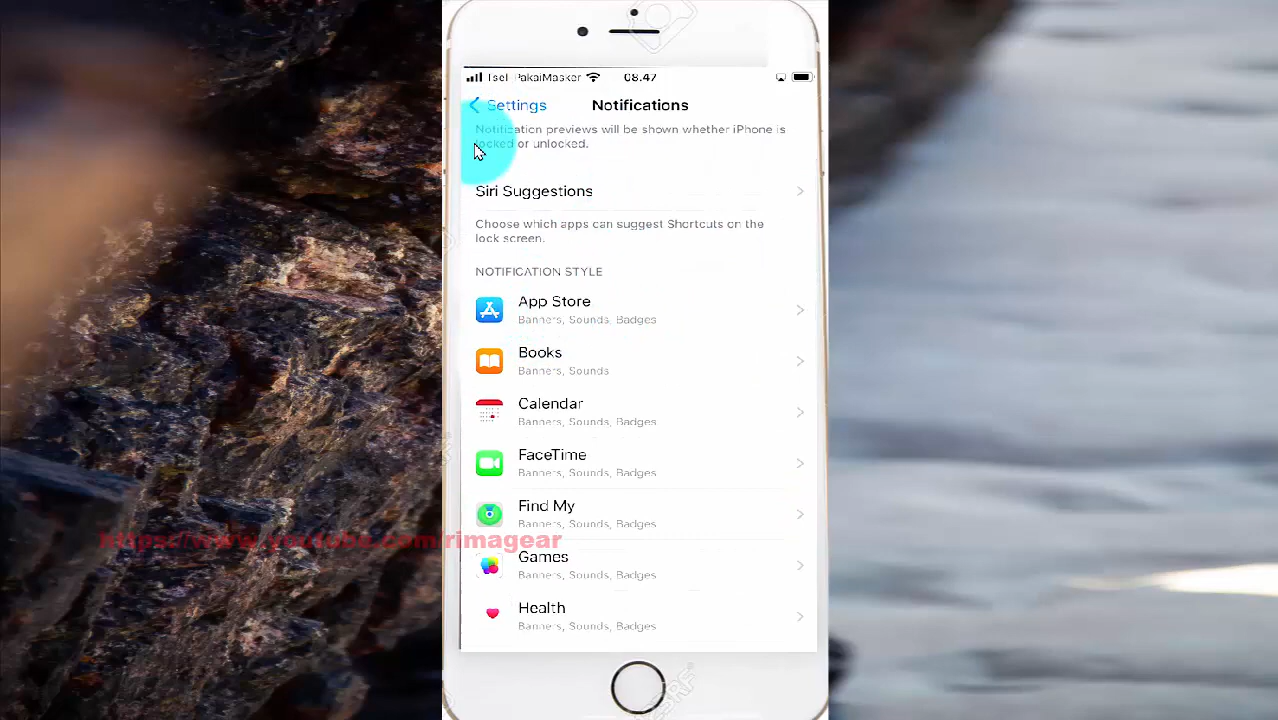 Tsel-PakaiMasker 08.47
Settings Notifications
Notification previews will be shown whether iPhone is
locked or unlocked.
Siri Suggestions
Choose which apps can suggest Shortcuts on the
lock screen.
NOTIFICATION STYLE
App Store
Banners, Sounds, Badges
Books
Banners, Sounds
Calendar
Banners, Sounds, Badges
FaceTime
Banners, Sounds, Badges
Find My
Banners, Sounds, Badges
https://www.youtube.com/rimagear
Games
Banners, Sounds, Badges
Health
Banners, Sounds, Badges